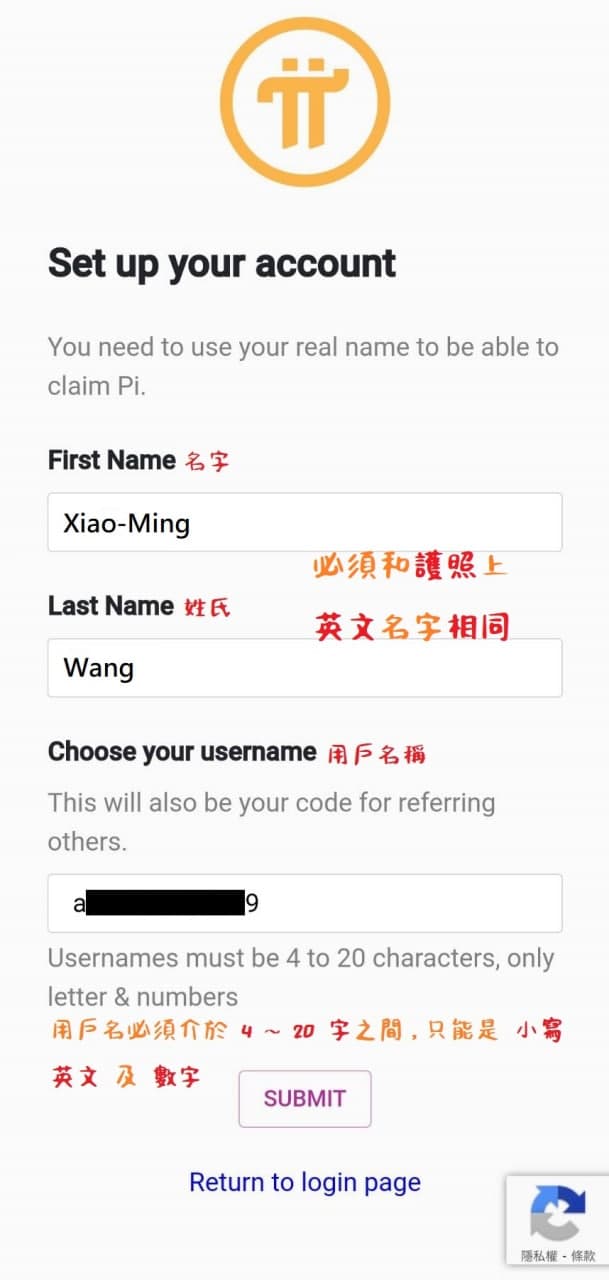 Set up your account
You need to use your real name to be able to
claim Pi.
First Name 名字
Xiao-Ming
必須和護照上
Last Name 姓氏
英文名字相同
Wang
Choose your username 用戶名稱
This will also be your code for referring
others.
a 9
Usernames must be 4 to 20 characters, only
letter & numbers
用戶名必須介於 4 ~ 20 字之間，只能是 小寫
英文 及 數字
SUBMIT
Return to login page
隱私權 - 條款